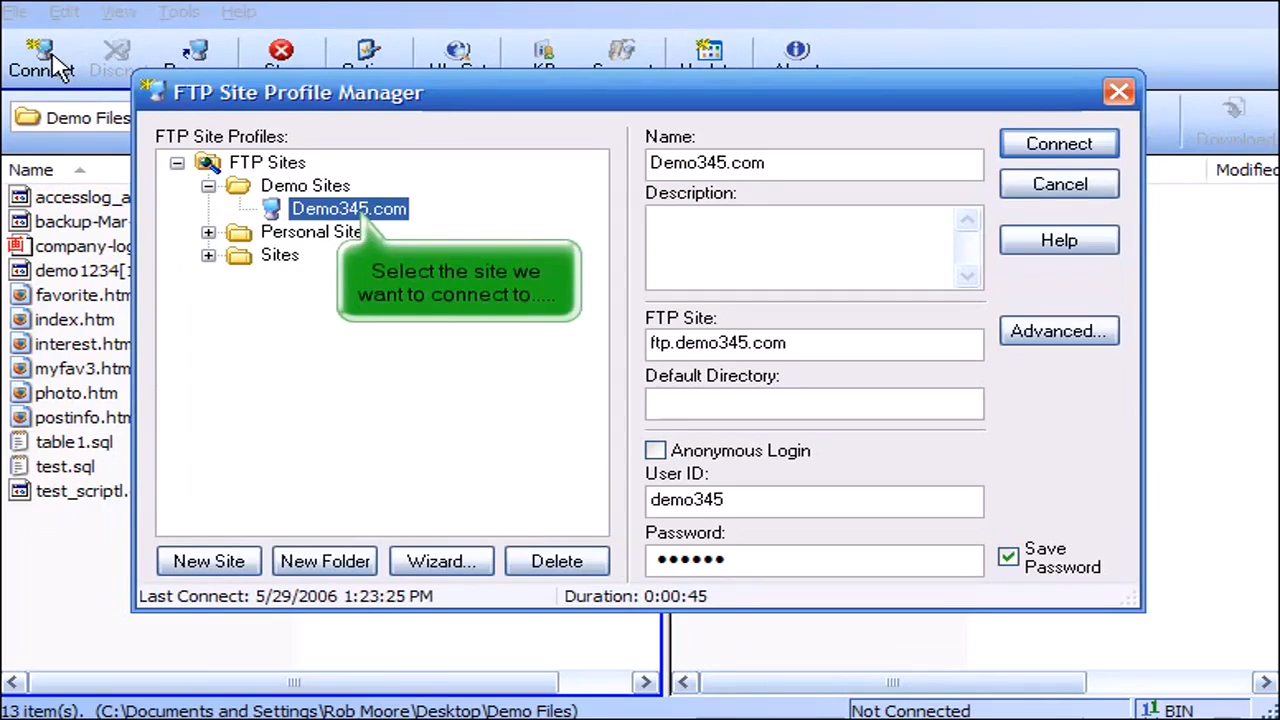 File Edit View Tools Help
Connect
FTP Site Profile Manager
Demo Files
Download
Name
Modified
accesslog_a
backup-Mar-
company-log
demo1234[1
favorite.htm
index.htm
interest.htm
myfav3.htm
photo.htm
postinfo.htm
table1.sql
test.sql
test_scriptl.
FTP Site Profiles:
FTP Sites
Demo Sites
Demo345.com
Personal Site
Sites
Select the site we
want to connect to.....
New Site New Folder Wizard... Delete
Name:
Demo345.com
Description:
FTP Site:
ftp.demo345.com
Default Directory:
Anonymous Login
User ID:
demo345
Password:
••••••
Save
Password
Connect
Cancel
Help
Advanced...
Last Connect: 5/29/2006 1:23:25 PM Duration: 0:00:45
13 item(s). (C:\Documents and Settings\Rob Moore\Desktop\Demo Files) Not Connected BIN